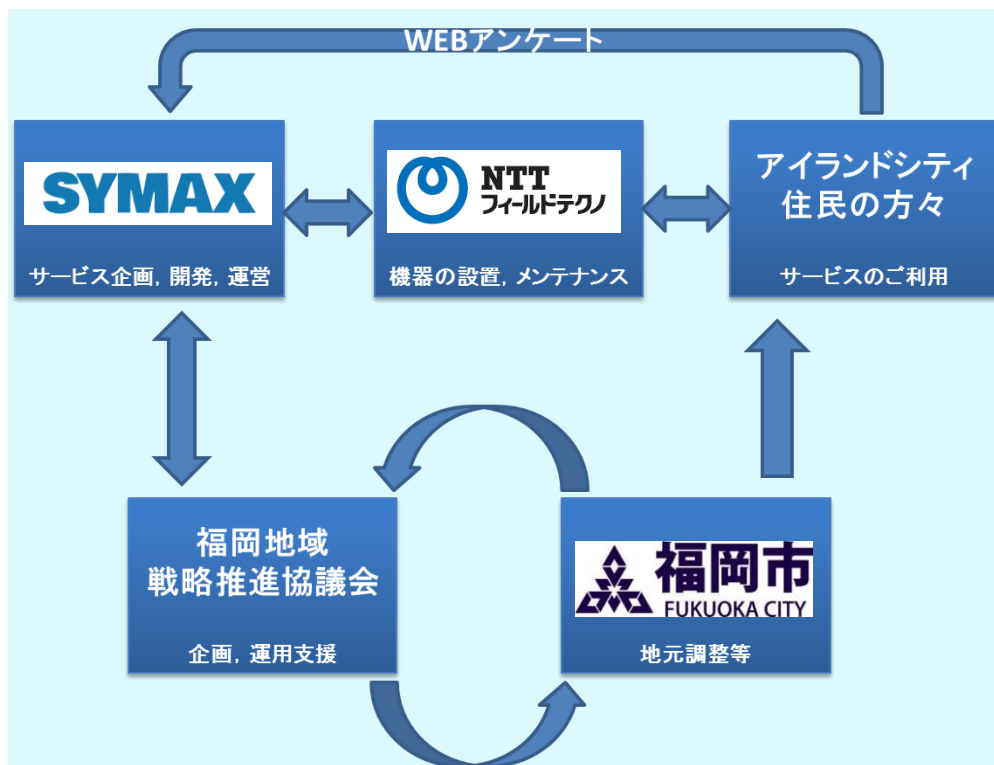 WEBアンケート
SYMAX
サービス企画, 開発, 運営
NTT
フィールドテクノ
機器の設置, メンテナンス
アイランドシティ
住民の方々
サービスのご利用
福岡地域
戦略推進協議会
企画, 運用支援
福岡市
FUKUOKA CITY
地元調整等